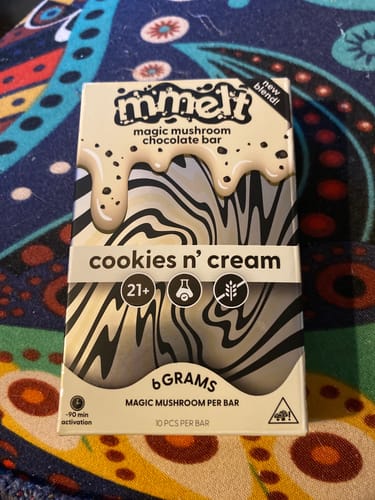 mmelt
new
blend!
magic mushroom
chocolate bar
cookies n' cream
21+
6 GRAMS
MAGIC MUSHROOM PER BAR
~90 min
activation
10 PCS PER BAR